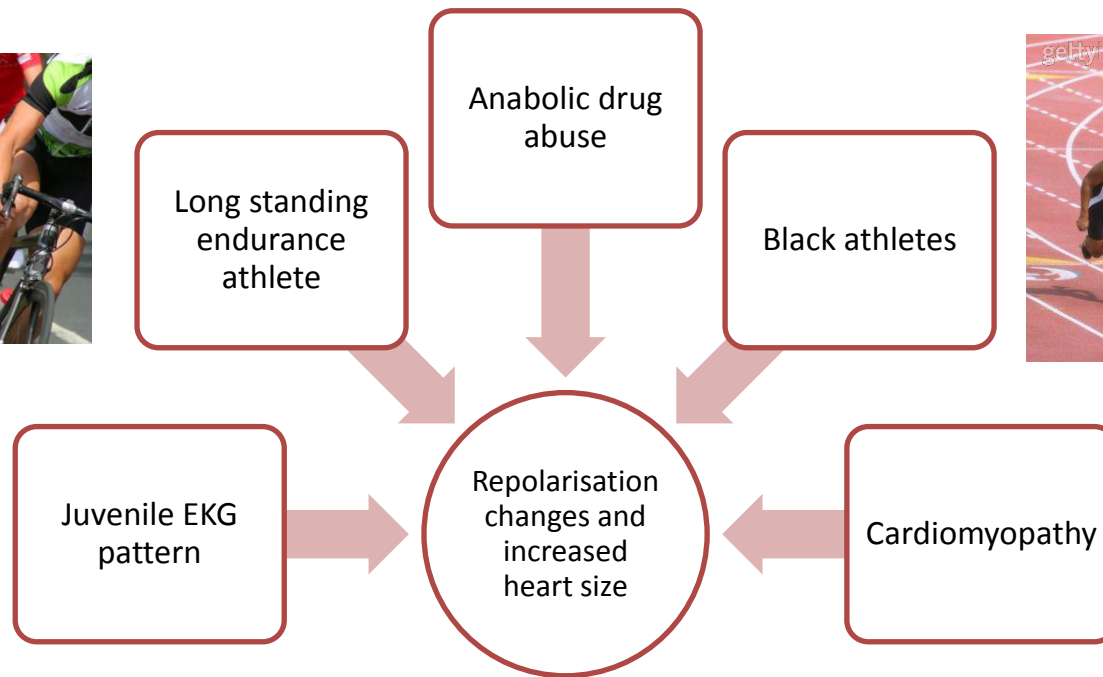 Anabolic drug
abuse
Long standing
endurance
athlete
Black athletes
Juvenile EKG
pattern
Repolarisation
changes and
increased
heart size
Cardiomyopathy